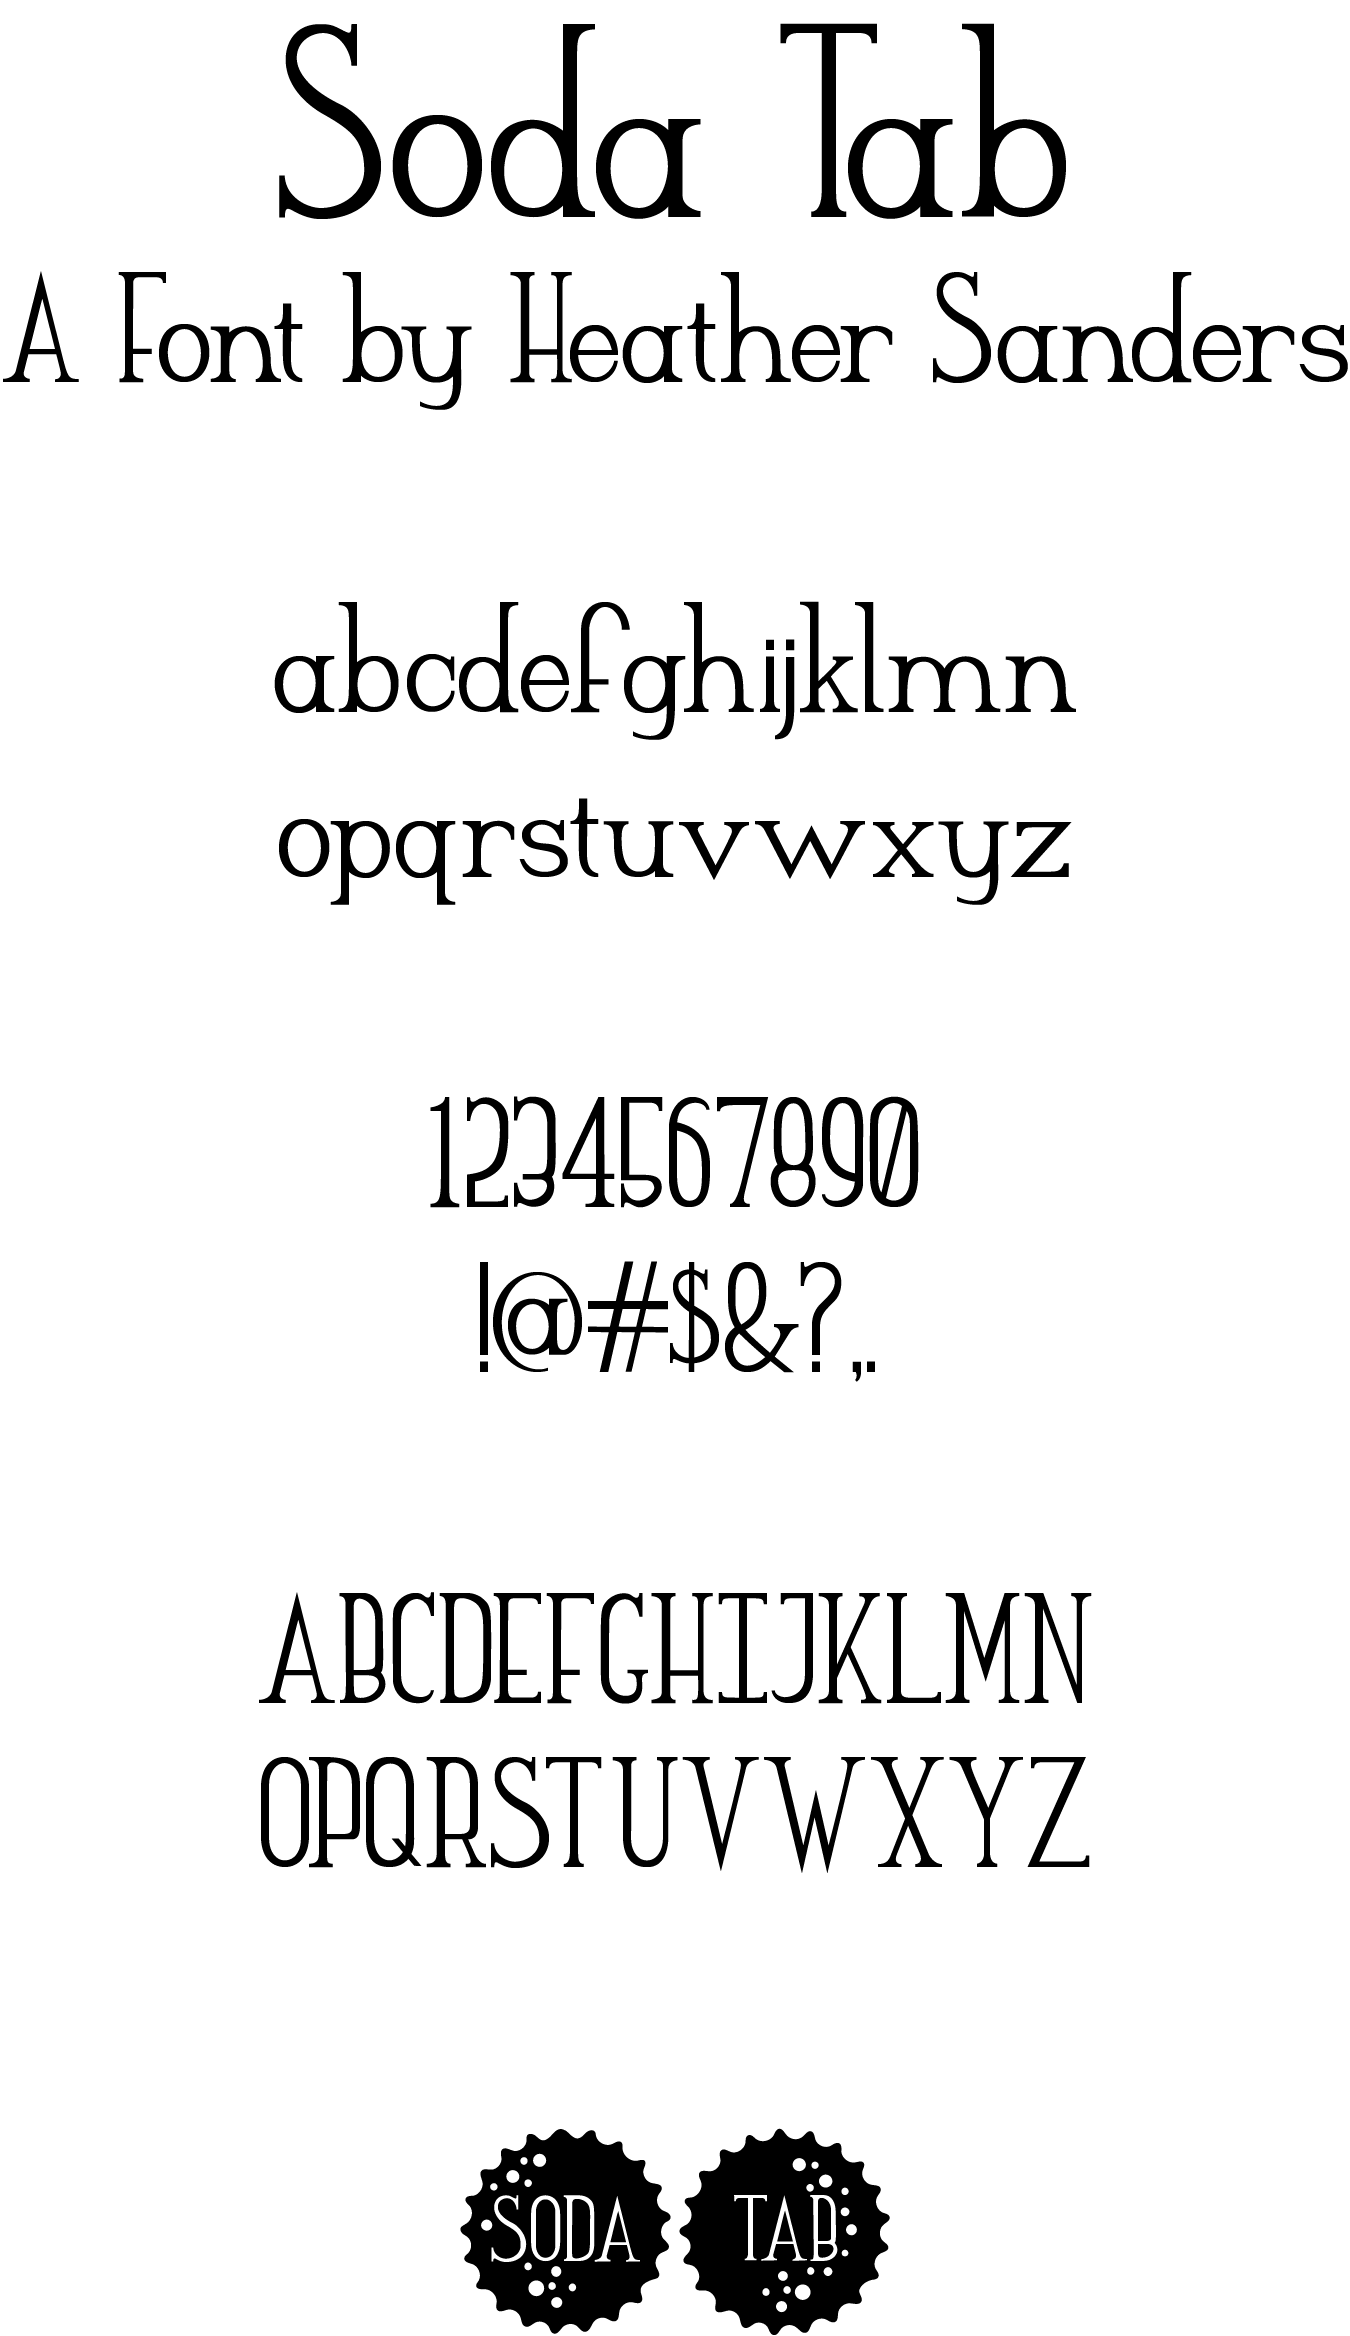 Soda Tab
A Font by Heather Sanders
abcdefghijklmn
opqrstuvwxyz
1234567890
!@#$&?,.
ABCDEFGHIJKLMN
OPQRSTUVWXYZ
SODA TAB